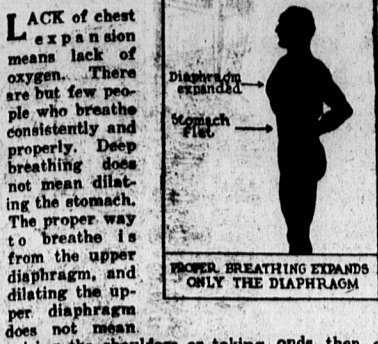 LACK of chest
expansion
means lack of
oxygen. There
are but few peo-
ple who breathe
consistently and
properly. Deep
breathing does
not mean dilat-
ing the stomach.
The proper way
to breathe is
from the upper
diaphragm, and
dilating the up-
per diaphragm
does not mean
shoulders or taking
Diaphragm
expanded
Stomach
Flat
PROPER BREATHING EXPANDS
ONLY THE DIAPHRAGM